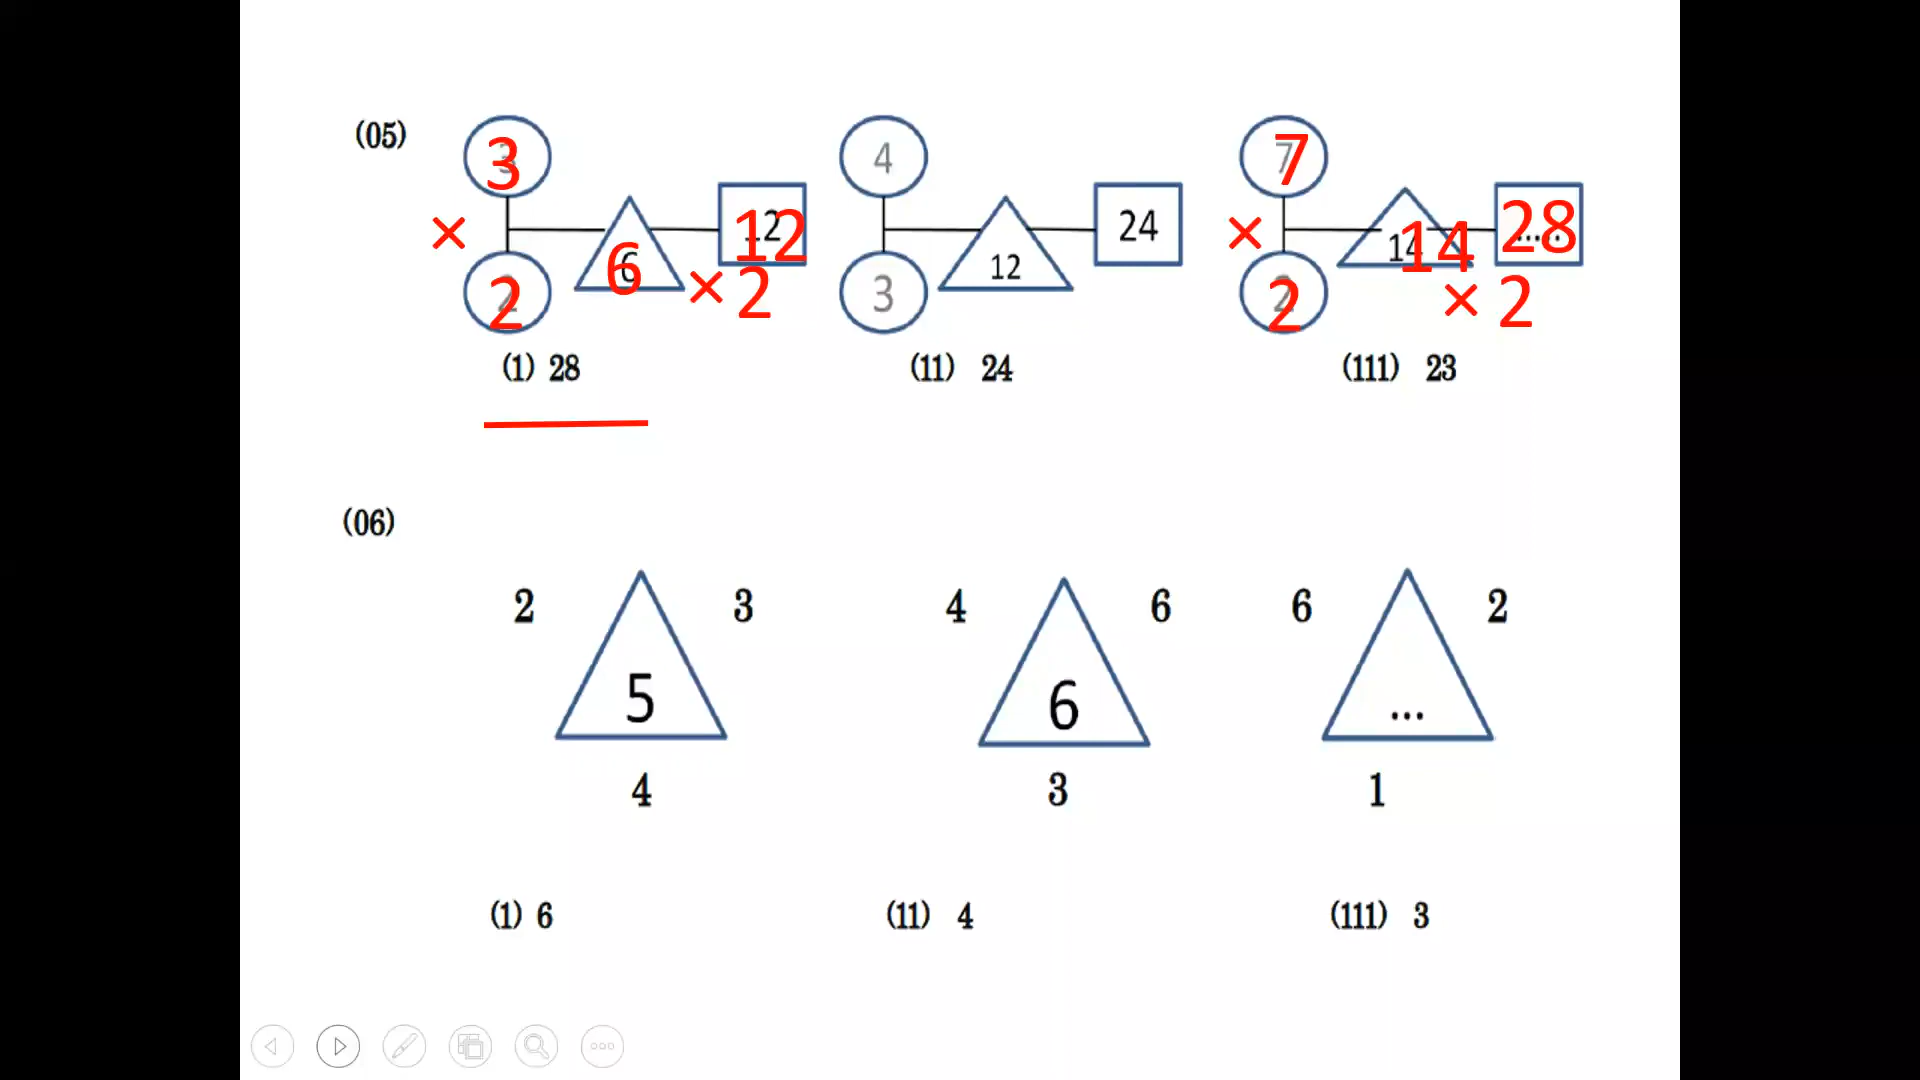 (05)
3 4 7
× 6 12 12 24 × 14 28
2 × 2 3 2 × 2
(1) 28 (11) 24 (111) 23
(06)
2 3 4 6 6 2
5 6 ...
4 3 1
(1) 6 (11) 4 (111) 3